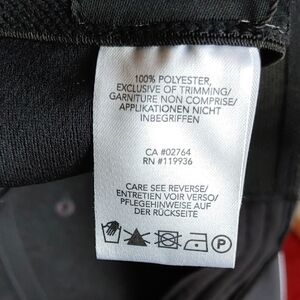 100% POLYESTER,
EXCLUSIVE OF TRIMMING/
GARNITURE NON COMPRISE/
APPLIKATIONEN NICHT
INBEGRIFFEN
CA #02764
RN #119936
CARE SEE REVERSE/
ENTRETIEN VOIR VERSO/
PFLEGEHINWEISE AUF
DER RÜCKSEITE
P